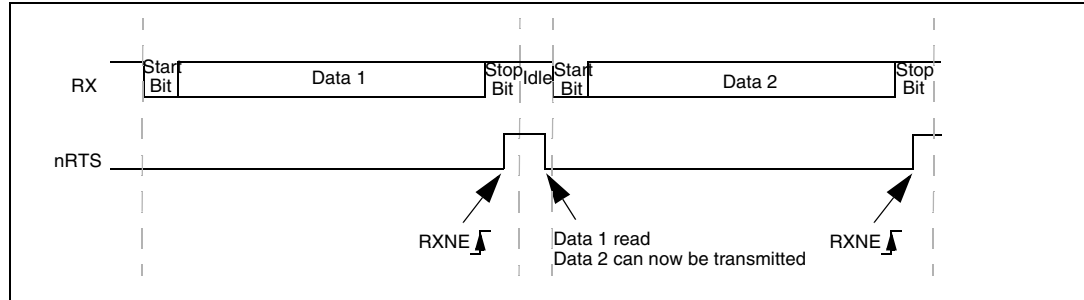 RX
Start
Bit
Data 1
Stop
Bit
Idle
Start
Bit
Data 2
Stop
Bit
nRTS
RXNE
Data 1 read
Data 2 can now be transmitted
RXNE